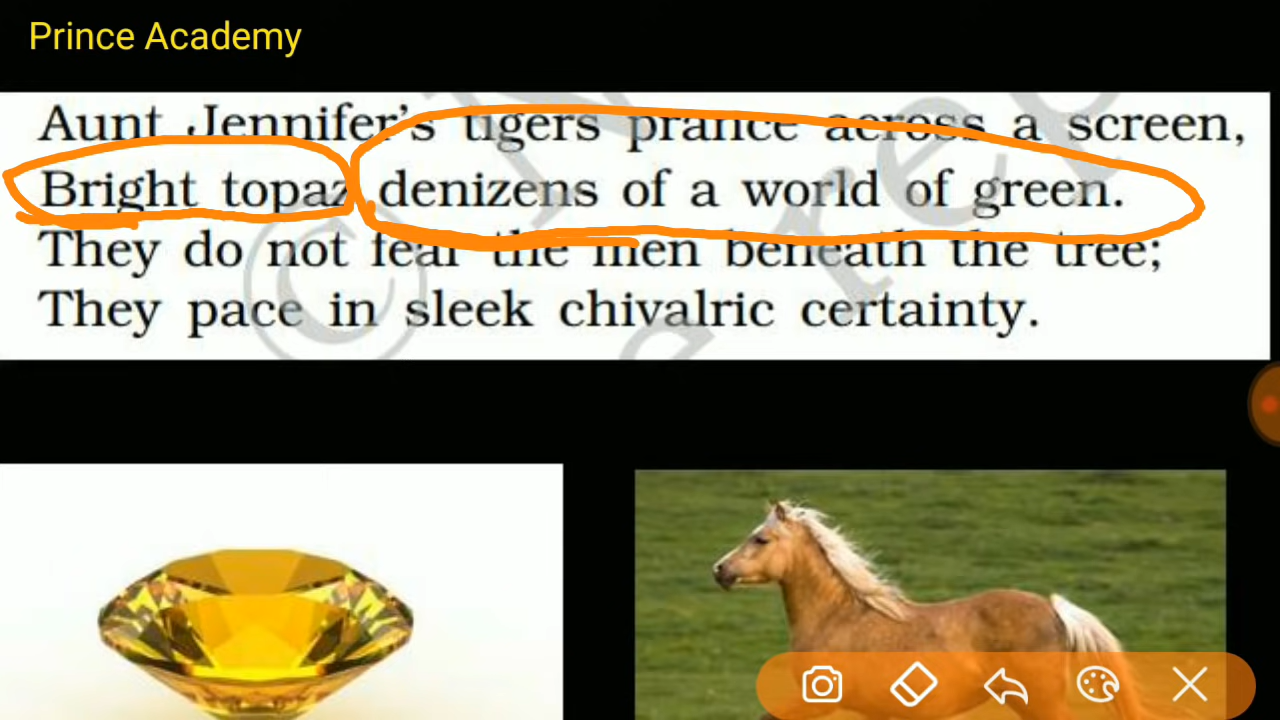 Prince Academy
Aunt Jennifer's tigers prance across a screen,
Bright topaz denizens of a world of green.
They do not fear the men beneath the tree;
They pace in sleek chivalric certainty.